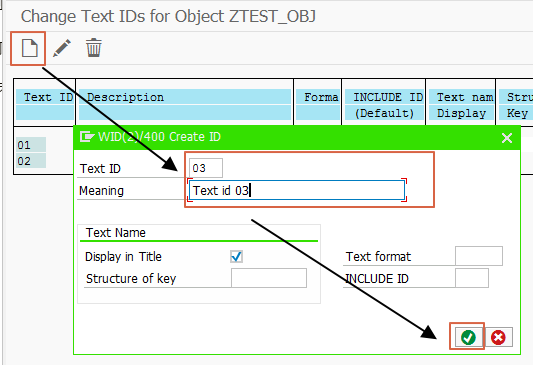 Change Text IDs for Object ZTEST_OBJ
Text ID Description Forma INCLUDE ID Text nam Stru
(Default) Display Key
01
02
WID(2)/400 Create ID
Text ID 03
Meaning Text id 03
Text Name
Display in Title Text format
Structure of key INCLUDE ID